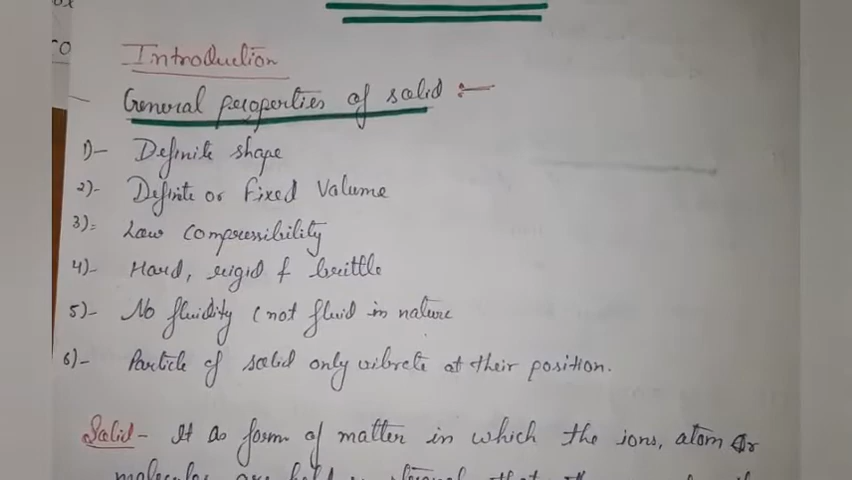 Introduction
General properties of solid :-
1)- Definite shape
2)- Definite or fixed Volume
3):- Low Compressibility
4)- Hard, rigid & brittle
5)- No fluidity (not fluid in nature
6)- Particle of solid only vibrate at their position.
Solid - It is form of matter in which the ions, atom or